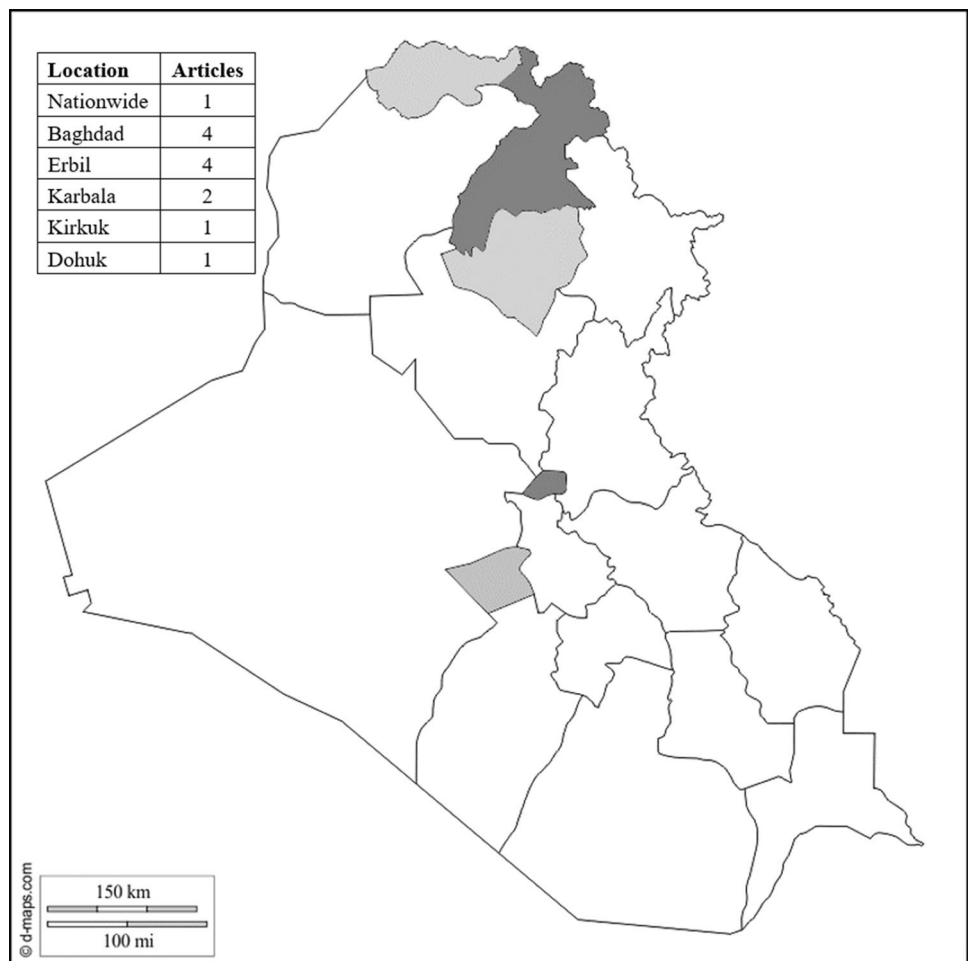 Location Articles
Nationwide 1
Baghdad 4
Erbil 4
Karbala 2
Kirkuk 1
Dohuk 1
150 km
100 mi
© d-maps.com